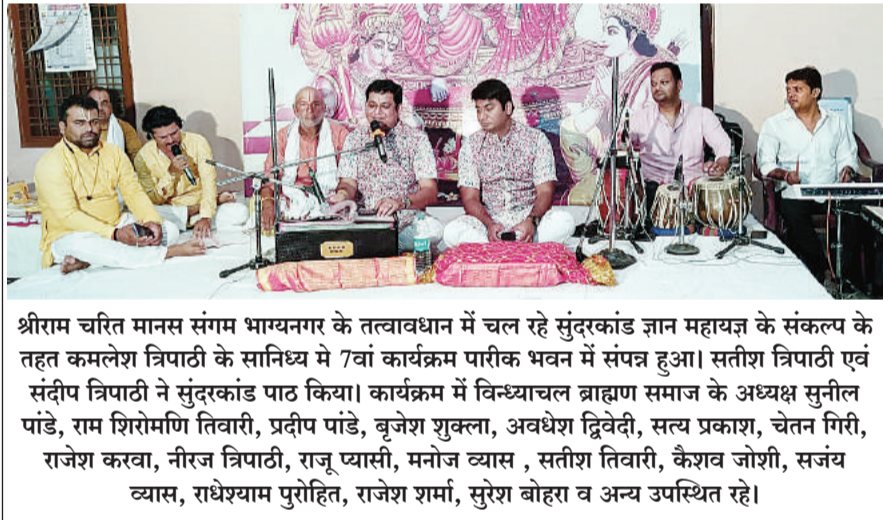 श्रीराम चरित मानस संगम भाग्यनगर के तत्वावधान में चल रहे सुंदरकांड ज्ञान महायज्ञ के संकल्प के
तहत कमलेश त्रिपाठी के सानिध्य मे 7वां कार्यक्रम पारीक भवन में संपन्न हुआ। सतीश त्रिपाठी एवं
संदीप त्रिपाठी ने सुंदरकांड पाठ किया। कार्यक्रम में विन्ध्याचल ब्राह्मण समाज के अध्यक्ष सुनील
पांडे, राम शिरोमणि तिवारी, प्रदीप पांडे, बृजेश शुक्ला, अवधेश द्विवेदी, सत्य प्रकाश, चेतन गिरी,
राजेश करवा, नीरज त्रिपाठी, राजू प्यासी, मनोज व्यास , सतीश तिवारी, कैशव जोशी, सजंय
व्यास, राधेश्याम पुरोहित, राजेश शर्मा, सुरेश बोहरा व अन्य उपस्थित रहे।